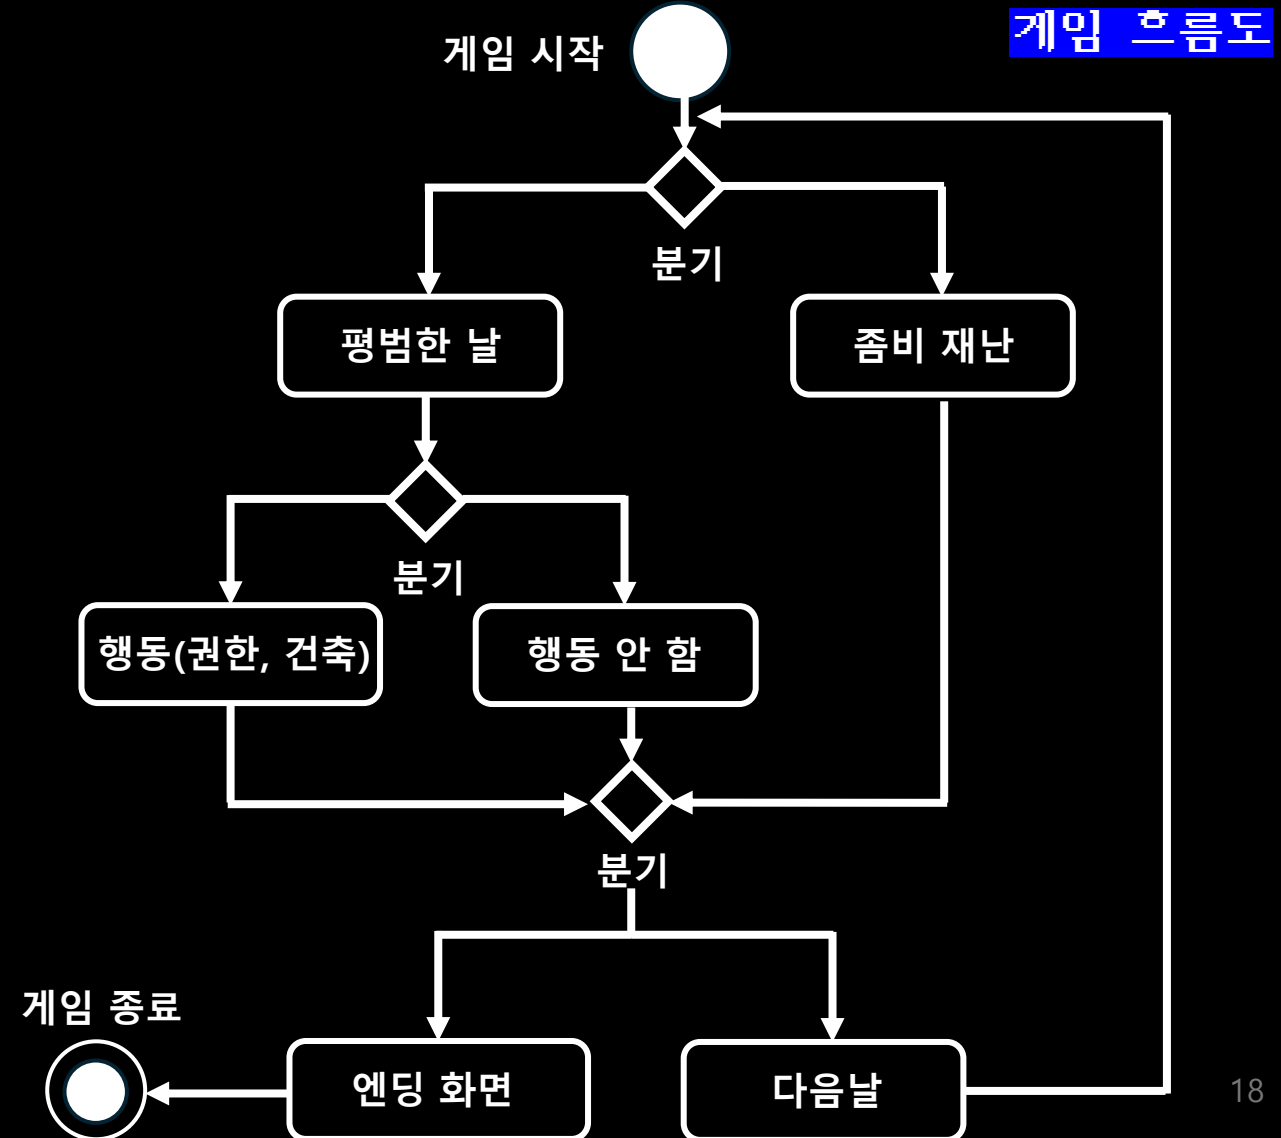 게임 흐름도
게임 시작
분기
평범한 날
좀비 재난
분기
행동(권한, 건축)
행동 안 함
분기
게임 종료
엔딩 화면
다음날
18